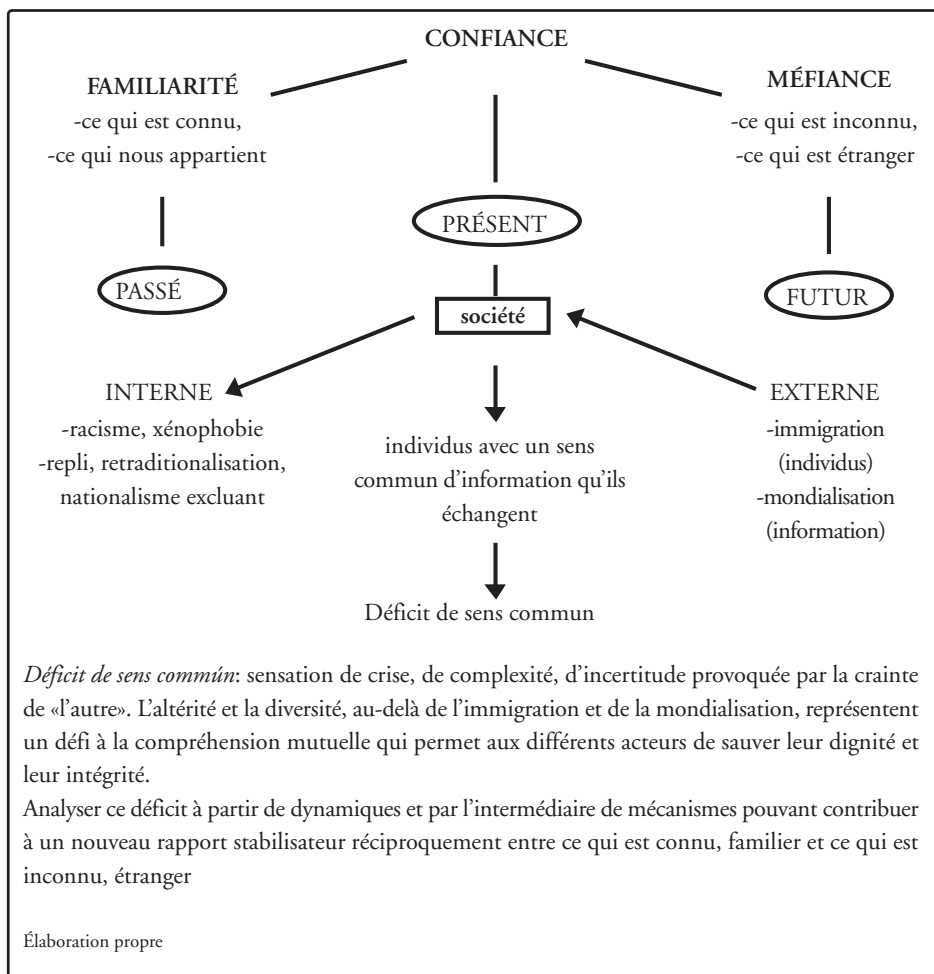 CONFIANCE
FAMILIARITÉ
-ce qui est connu,
-ce qui nous appartient
MÉFIANCE
-ce qui est inconnu,
-ce qui est étranger
PRÉSENT
PASSÉ
FUTUR
société
INTERNE
-racisme, xénophobie
-repli, retraditionalisation,
nationalisme excluant
individus avec un sens
commun d’information qu’ils
échangent
EXTERNE
-immigration
(individus)
-mondialisation
(information)
Déficit de sens commun
Déficit de sens commún: sensation de crise, de complexité, d’incertitude provoquée par la crainte
de «l’autre». L’altérité et la diversité, au-delà de l’immigration et de la mondialisation, représentent
un défi à la compréhension mutuelle qui permet aux différents acteurs de sauver leur dignité et
leur intégrité.
Analyser ce déficit à partir de dynamiques et par l’intermédiaire de mécanismes pouvant contribuer
à un nouveau rapport stabilisateur réciproquement entre ce qui est connu, familier et ce qui est
inconnu, étranger
Élaboration propre